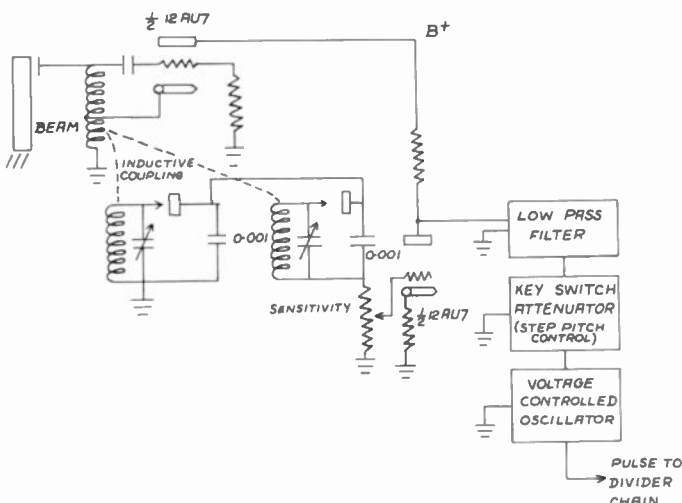 ½ 12AU7
B+
BEAM
INDUCTIVE
COUPLING
0·001
0·001
SENSITIVITY
½ 12AU7
LOW PASS
FILTER
KEY SWITCH
ATTENUATOR
(STEP PITCH
CONTROL)
VOLTAGE
CONTROLLED
OSCILLATOR
PULSE TO
DIVIDER
CHAIN